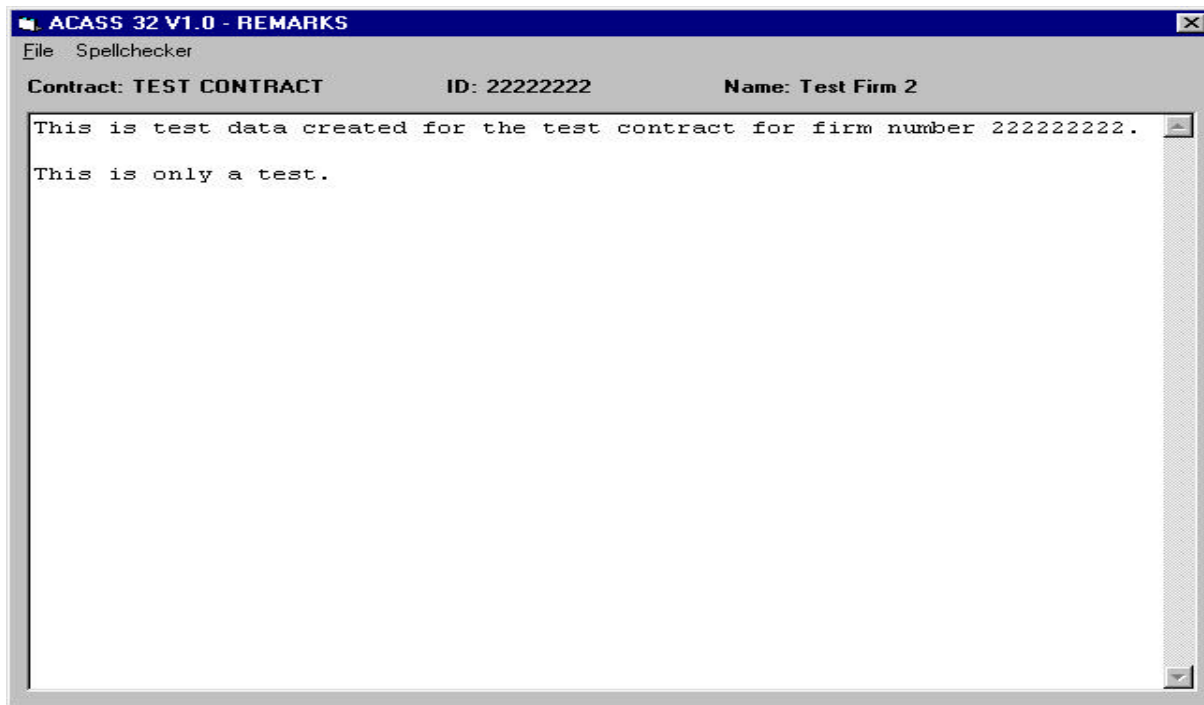 ACASS 32 V1.0 - REMARKS
File Spellchecker
Contract: TEST CONTRACT ID: 22222222 Name: Test Firm 2
This is test data created for the test contract for firm number 222222222.
This is only a test.